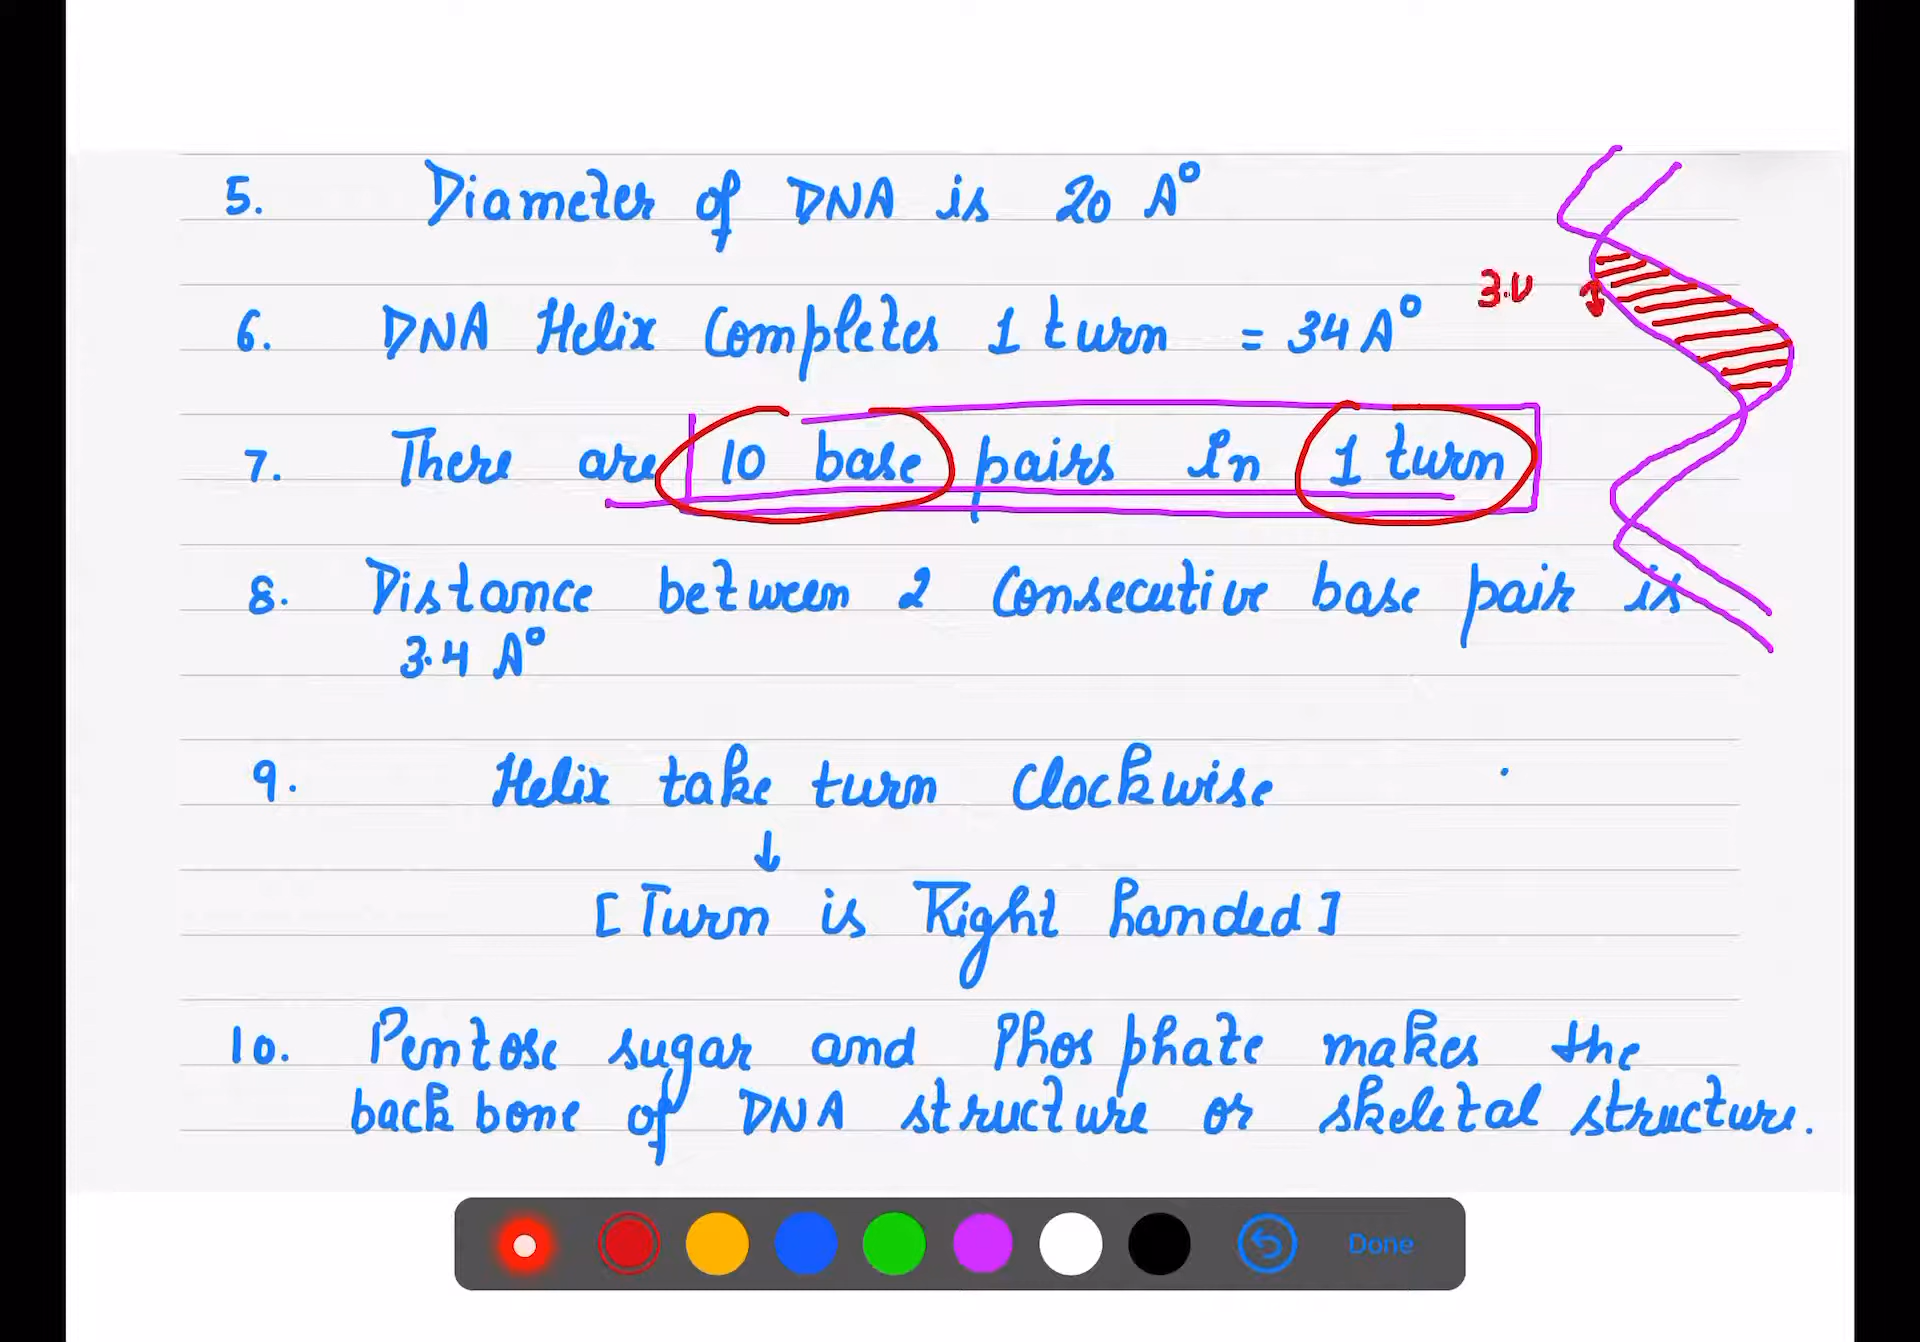 5. Diameter of DNA is 20 A°
3.4
6. DNA Helix Completes 1 turn = 34 A°
7. There are 10 base pairs in 1 turn
8. Distance between 2 Consecutive base pair is
3.4 A°
9. Helix take turn Clockwise
↓
[Turn is Right handed]
10. Pentose sugar and Phosphate makes the
back bone of DNA structure or skeletal structure.
Done